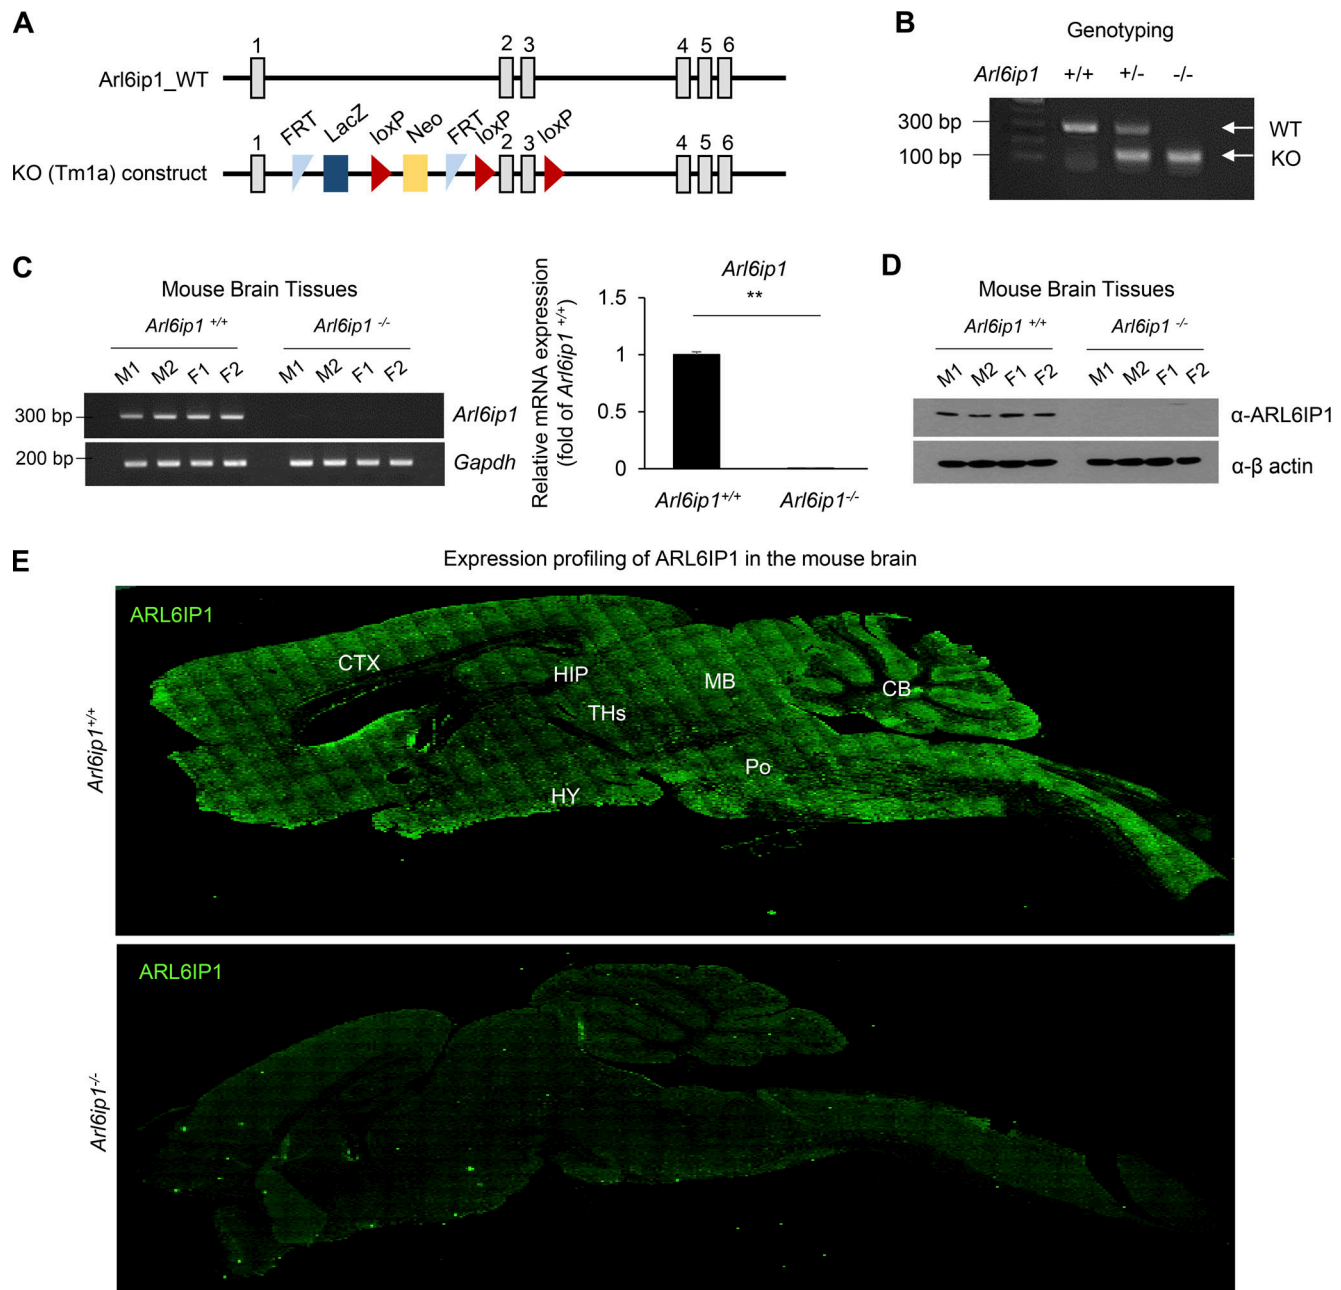 A
1
2 3
4 5 6
Arl6ip1_WT
FRT LacZ loxP Neo FRT loxP loxP
1
2 3
4 5 6
KO (Tm1a) construct
B
Genotyping
Arl6ip1 +/+ +/- -/-
300 bp
WT
100 bp
KO
C
Mouse Brain Tissues
Arl6ip1 +/+ Arl6ip1 -/-
M1 M2 F1 F2 M1 M2 F1 F2
300 bp
Arl6ip1
200 bp
Gapdh
Relative mRNA expression
(fold of Arl6ip1 +/+)
Arl6ip1
**
1.5
1
0.5
0
Arl6ip1+/+ Arl6ip1-/-
D
Mouse Brain Tissues
Arl6ip1 +/+ Arl6ip1 -/-
M1 M2 F1 F2 M1 M2 F1 F2
α-ARL6IP1
α-β actin
E
Expression profiling of ARL6IP1 in the mouse brain
Arl6ip1+/+
ARL6IP1
CTX
HIP
MB
CB
THs
Po
HY
Arl6ip1-/-
ARL6IP1